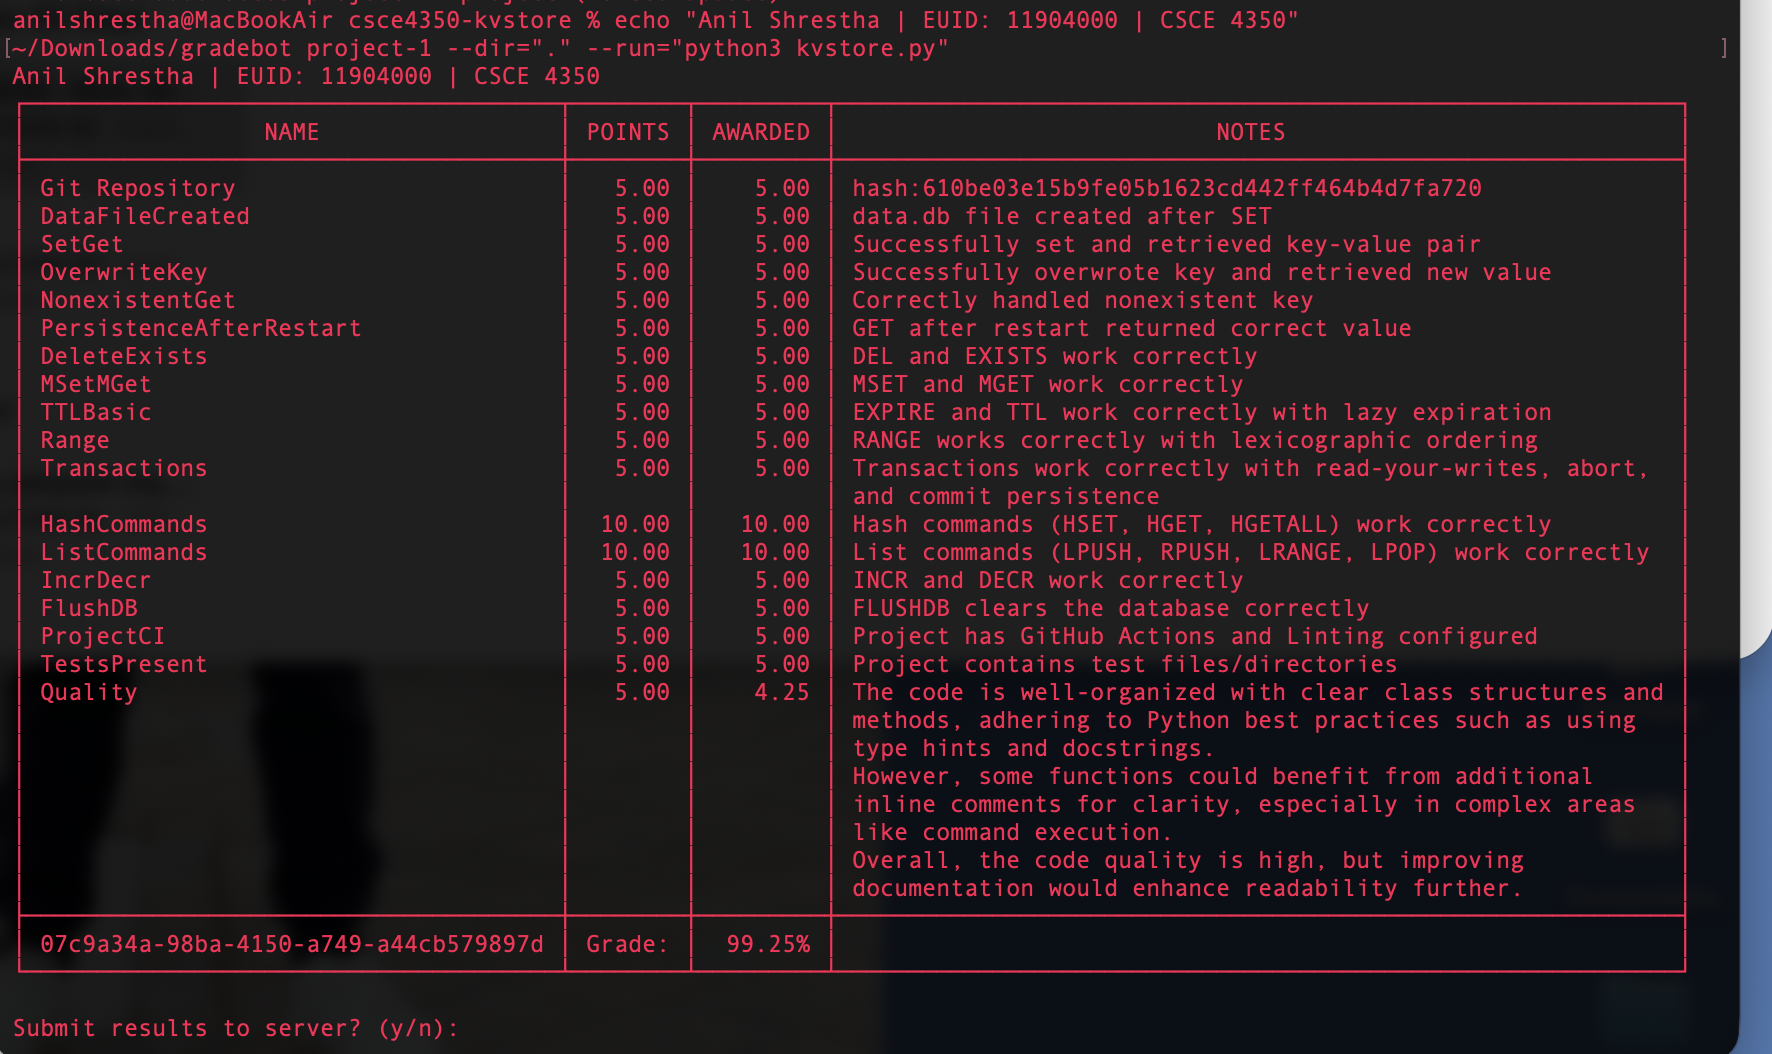 anilshrestha@MacBookAir csce4350-kvstore % echo "Anil Shrestha | EUID: 11904000 | CSCE 4350"
[~/Downloads/gradebot project-1 --dir="." --run="python3 kvstore.py" ]
Anil Shrestha | EUID: 11904000 | CSCE 4350
NAME POINTS AWARDED NOTES
Git Repository 5.00 5.00 hash:610be03e15b9fe05b1623cd442ff464b4d7fa720
DataFileCreated 5.00 5.00 data.db file created after SET
SetGet 5.00 5.00 Successfully set and retrieved key-value pair
OverwriteKey 5.00 5.00 Successfully overwrote key and retrieved new value
NonexistentGet 5.00 5.00 Correctly handled nonexistent key
PersistenceAfterRestart 5.00 5.00 GET after restart returned correct value
DeleteExists 5.00 5.00 DEL and EXISTS work correctly
MSetMGet 5.00 5.00 MSET and MGET work correctly
TTLBasic 5.00 5.00 EXPIRE and TTL work correctly with lazy expiration
Range 5.00 5.00 RANGE works correctly with lexicographic ordering
Transactions 5.00 5.00 Transactions work correctly with read-your-writes, abort,
and commit persistence
HashCommands 10.00 10.00 Hash commands (HSET, HGET, HGETALL) work correctly
ListCommands 10.00 10.00 List commands (LPUSH, RPUSH, LRANGE, LPOP) work correctly
IncrDecr 5.00 5.00 INCR and DECR work correctly
FlushDB 5.00 5.00 FLUSHDB clears the database correctly
ProjectCI 5.00 5.00 Project has GitHub Actions and Linting configured
TestsPresent 5.00 5.00 Project contains test files/directories
Quality 5.00 4.25 The code is well-organized with clear class structures and
methods, adhering to Python best practices such as using
type hints and docstrings.
However, some functions could benefit from additional
inline comments for clarity, especially in complex areas
like command execution.
Overall, the code quality is high, but improving
documentation would enhance readability further.
07c9a34a-98ba-4150-a749-a44cb579897d Grade: 99.25%
Submit results to server? (y/n):